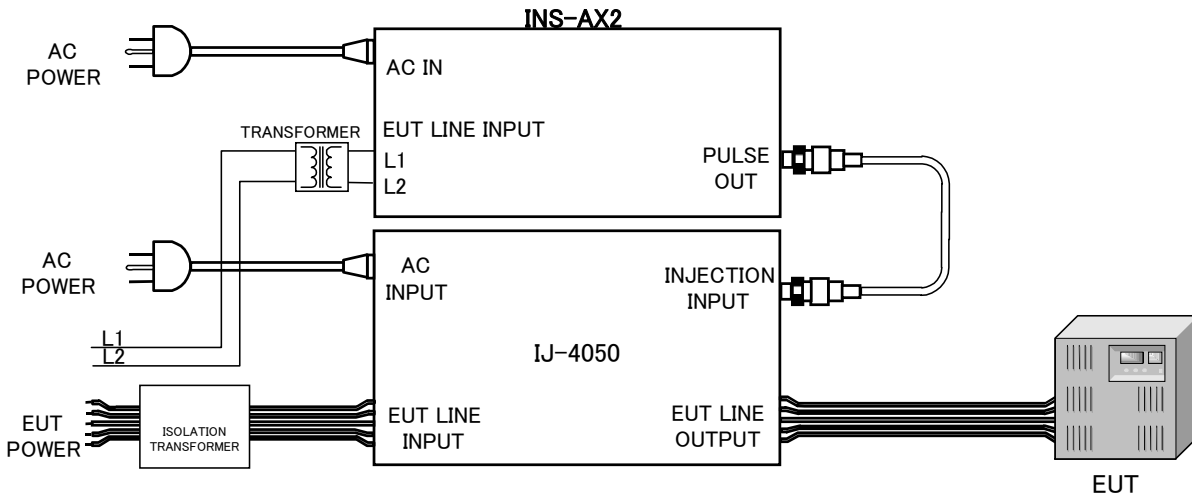 INS-AX2
AC
POWER
AC IN
TRANSFORMER
EUT LINE INPUT
L1
L2
PULSE
OUT
AC
POWER
AC
INPUT
INJECTION
INPUT
L1
L2
IJ-4050
EUT
POWER
ISOLATION
TRANSFORMER
EUT LINE
INPUT
EUT LINE
OUTPUT
EUT